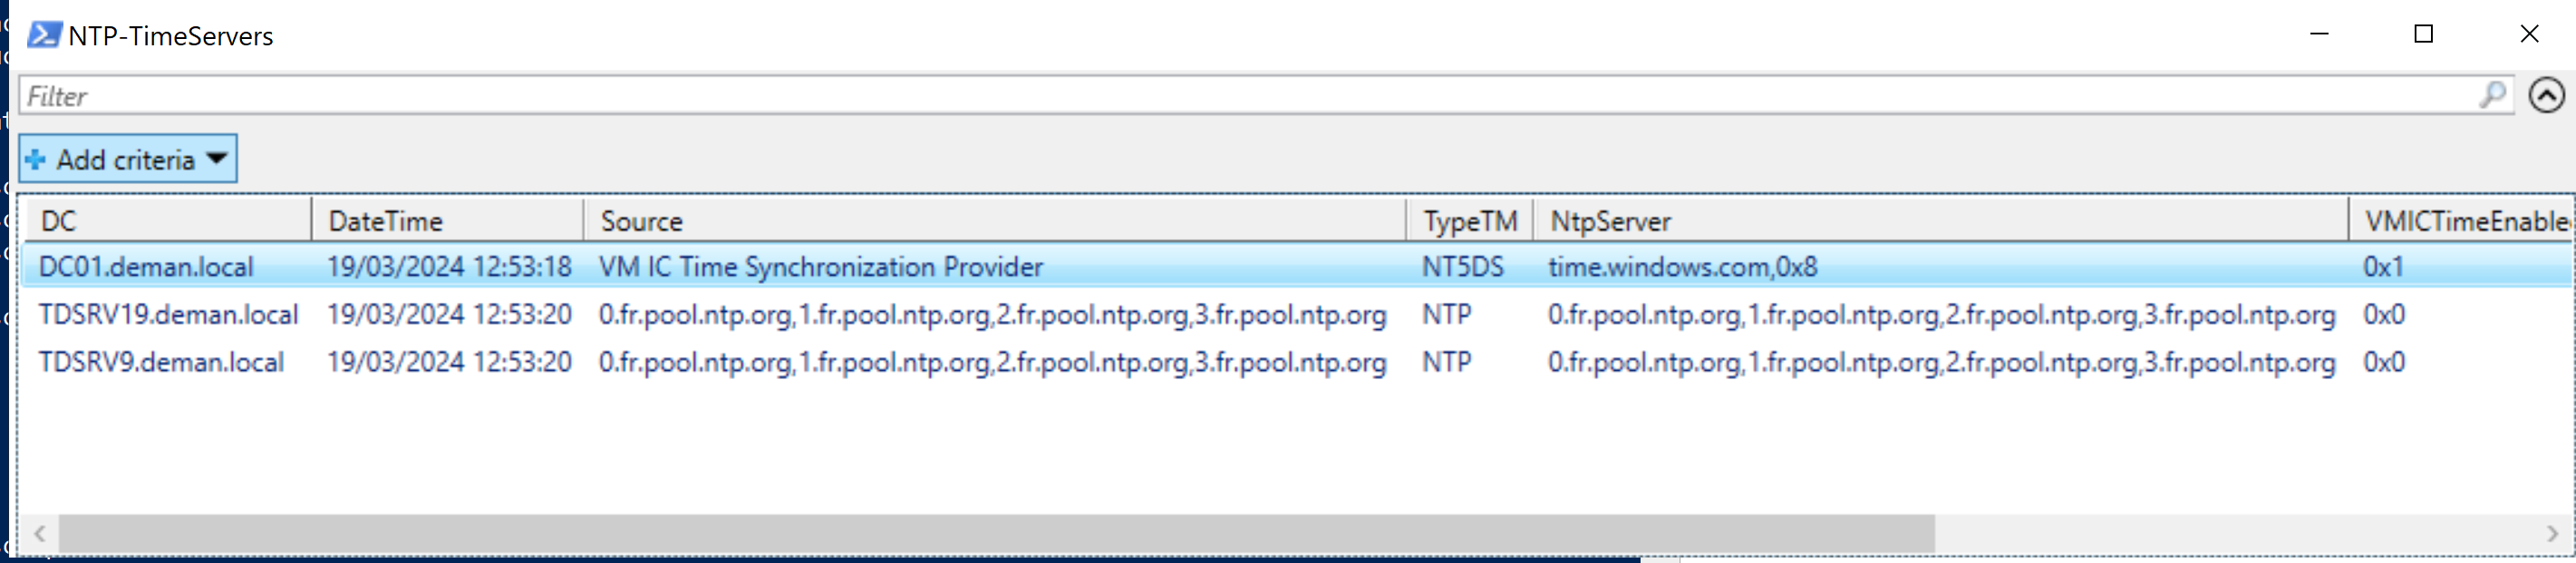 NTP-TimeServers
Filter
Add criteria
DC DateTime Source TypeTM NtpServer VMICTimeEnable
DC01.deman.local 19/03/2024 12:53:18 VM IC Time Synchronization Provider NT5DS time.windows.com,0x8 0x1
TDSRV19.deman.local 19/03/2024 12:53:20 0.fr.pool.ntp.org,1.fr.pool.ntp.org,2.fr.pool.ntp.org,3.fr.pool.ntp.org NTP 0.fr.pool.ntp.org,1.fr.pool.ntp.org,2.fr.pool.ntp.org,3.fr.pool.ntp.org 0x0
TDSRV9.deman.local 19/03/2024 12:53:20 0.fr.pool.ntp.org,1.fr.pool.ntp.org,2.fr.pool.ntp.org,3.fr.pool.ntp.org NTP 0.fr.pool.ntp.org,1.fr.pool.ntp.org,2.fr.pool.ntp.org,3.fr.pool.ntp.org 0x0